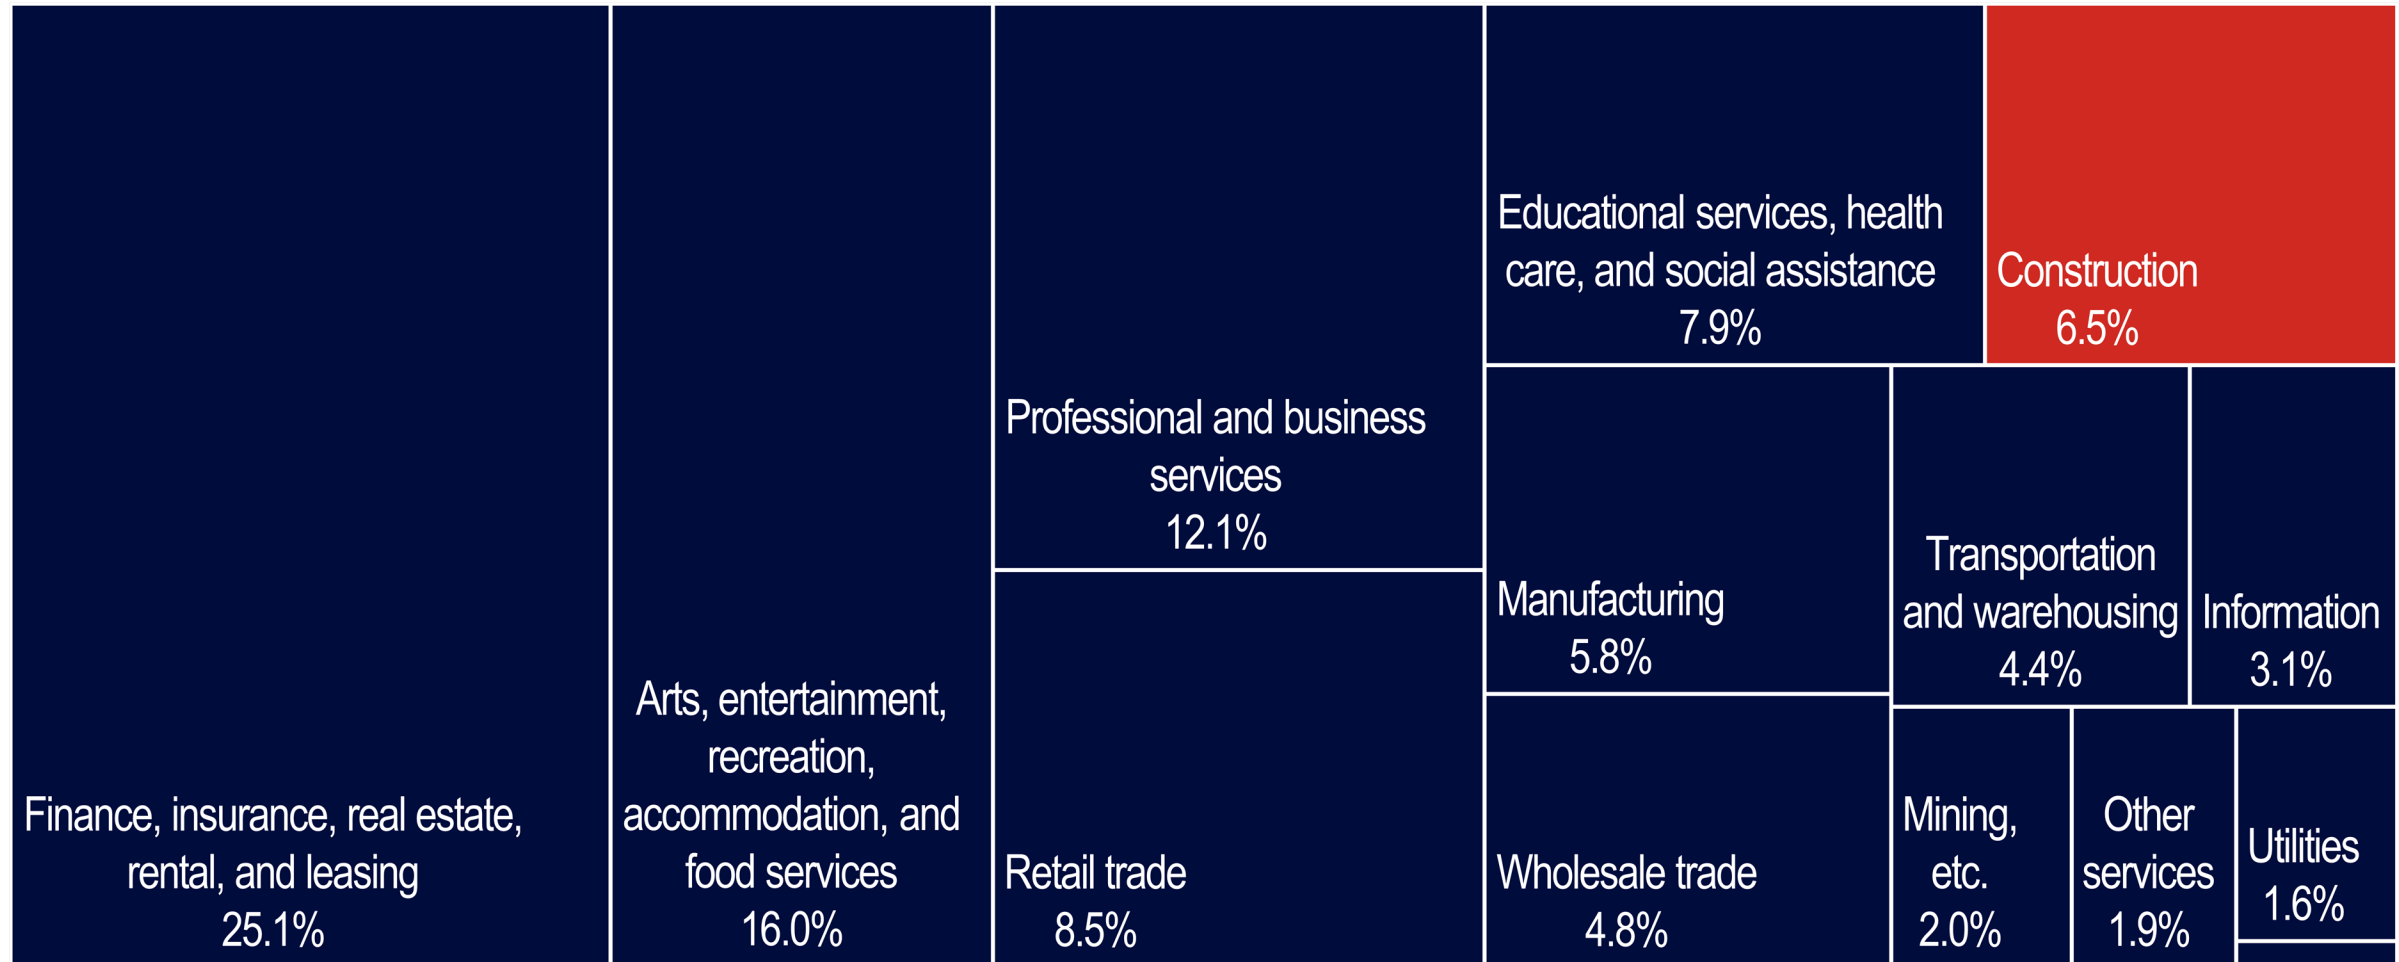 Finance, insurance, real estate,
rental, and leasing
25.1%
Arts, entertainment,
recreation,
accommodation, and
food services
16.0%
Professional and business
services
12.1%
Retail trade
8.5%
Educational services, health
care, and social assistance
7.9%
Construction
6.5%
Manufacturing
5.8%
Wholesale trade
4.8%
Transportation
and warehousing
4.4%
Information
3.1%
Mining,
etc.
2.0%
Other
services
1.9%
Utilities
1.6%